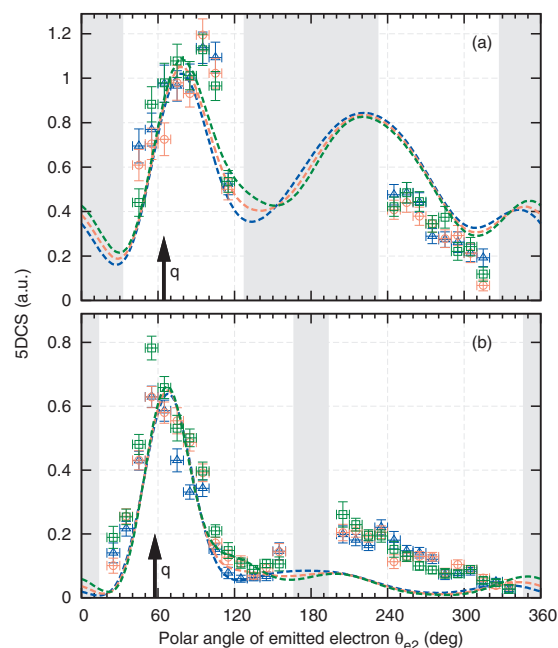 (a)
1.2
1
0.8
0.6
0.4
0.2
0
q
5DCS (a.u.)
(b)
0.8
0.6
0.4
0.2
0
q
0 60 120 180 240 300 360
Polar angle of emitted electron θe2 (deg)